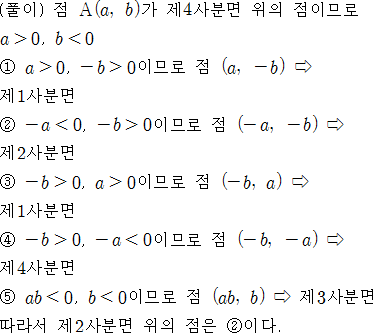 (풀이) 점 A(a, b)가 제4사분면 위의 점이므로
a>0, b<0
① a>0, −b>0이므로 점 (a, −b) ⇨
제1사분면
② −a<0, −b>0이므로 점 (−a, −b) ⇨
제2사분면
③ −b>0, a>0이므로 점 (−b, a) ⇨
제1사분면
④ −b>0, −a<0이므로 점 (−b, −a) ⇨
제4사분면
⑤ ab<0, b<0이므로 점 (ab, b) ⇨ 제3사분면
따라서 제2사분면 위의 점은 ②이다.